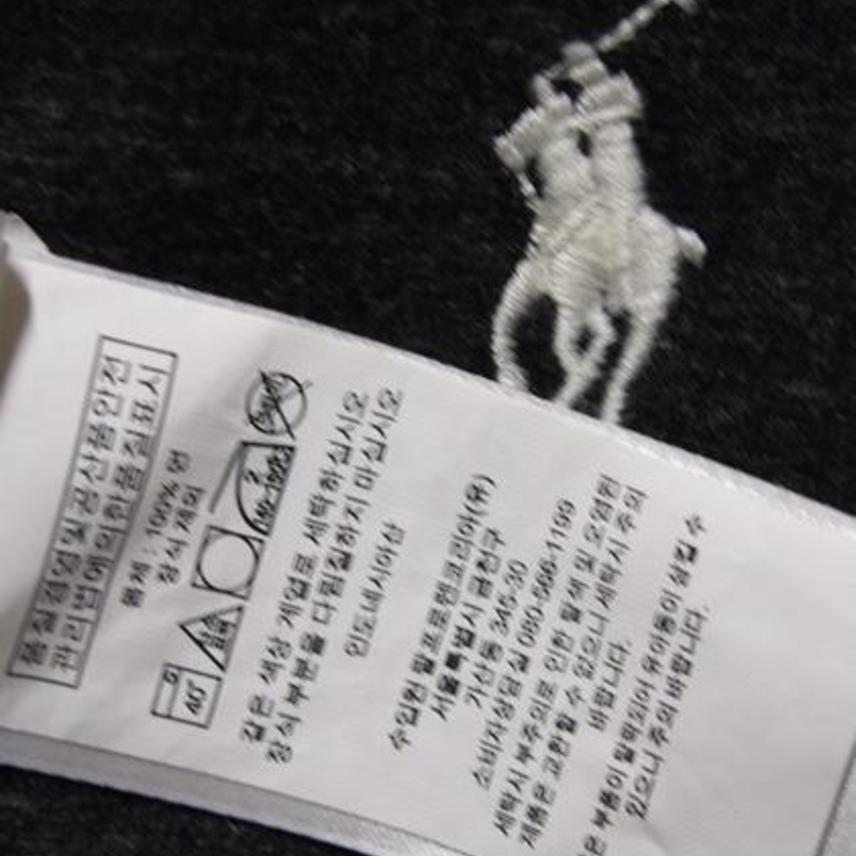 품질경영및공산품안전
관리법에의한품질표시
몸체 : 100% 면
장식 제외
40°
같은 색상 계열로 세탁하십시오
장식 부분을 다림질하지 마십시오
인도네시아산
수입원 랄프로렌코리아(유)
서울특별시 금천구
가산동 345-30
소비자상담실 080-566-1199
세탁시 부주의로 인한 탈색 및 오염된
제품은 교환할 수 없으니 세탁시 주의
바랍니다.
은 부품이 탈락되어 유아동이 삼킬 수
있으니 주의 바랍니다.